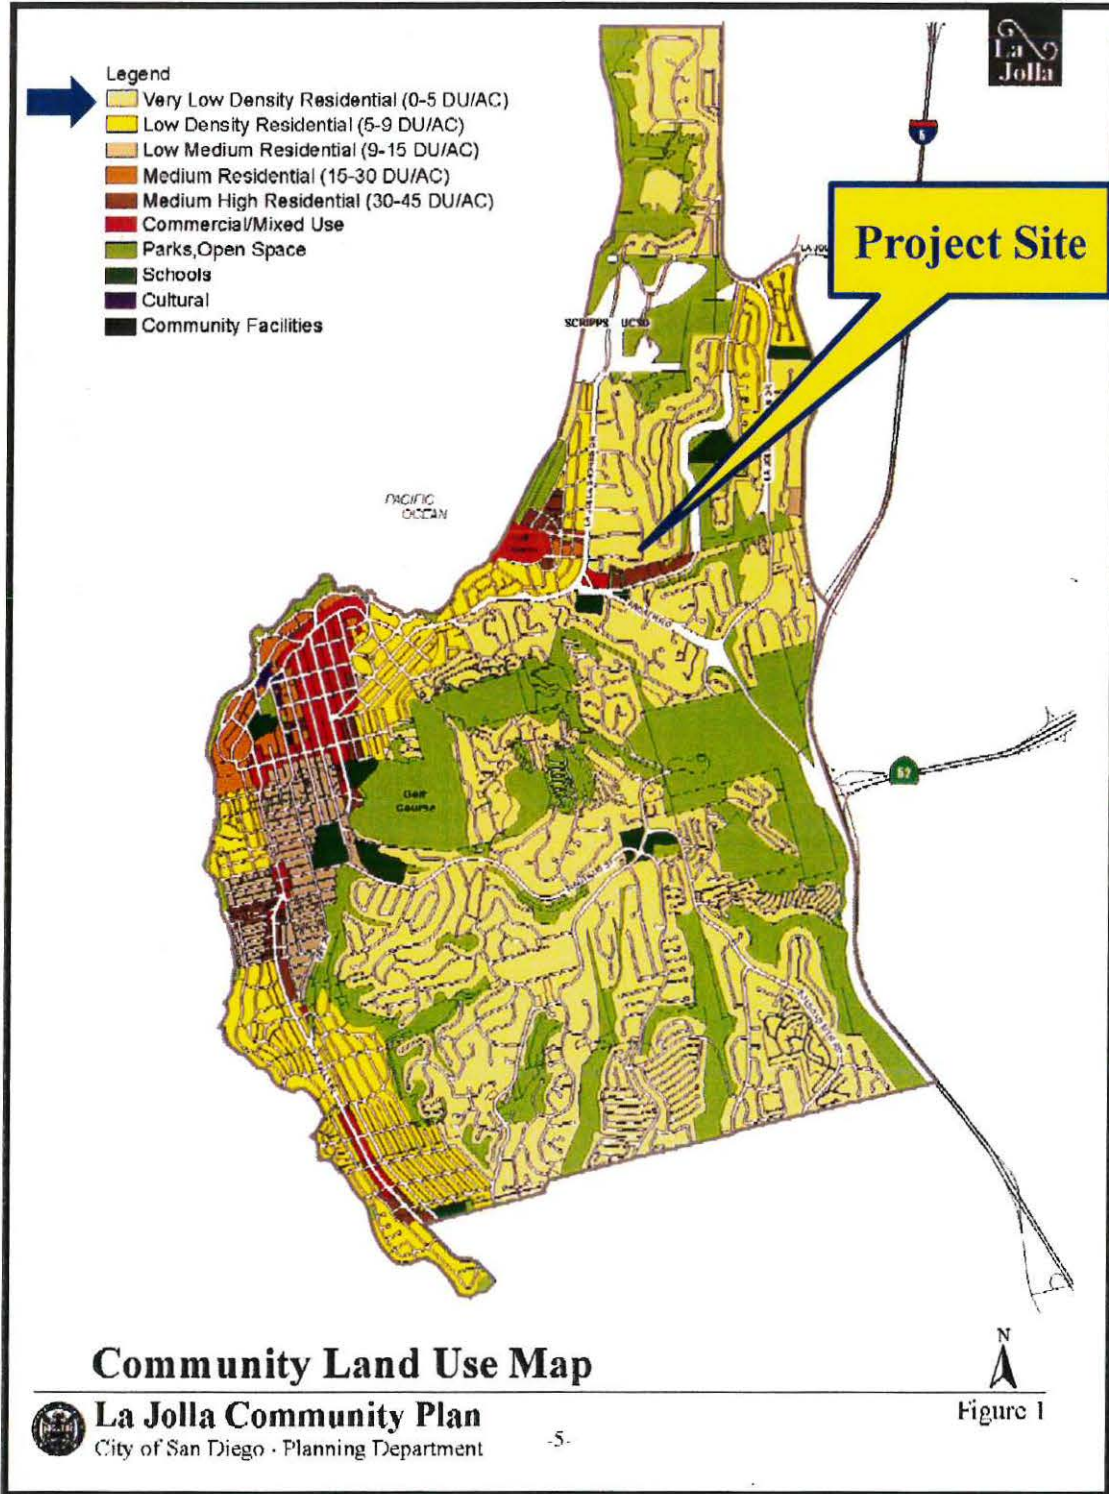 La
Jolla
Legend
Very Low Density Residential (0-5 DU/AC)
Low Density Residential (5-9 DU/AC)
Low Medium Residential (9-15 DU/AC)
Medium Residential (15-30 DU/AC)
Medium High Residential (30-45 DU/AC)
Commercial/Mixed Use
Parks,Open Space
Schools
Cultural
Community Facilities
5
Project Site
SCRIPPS UCSD
PACIFIC
OCEAN
52
Golf
Course
Community Land Use Map
N
La Jolla Community Plan
City of San Diego · Planning Department
-5-
Figure 1